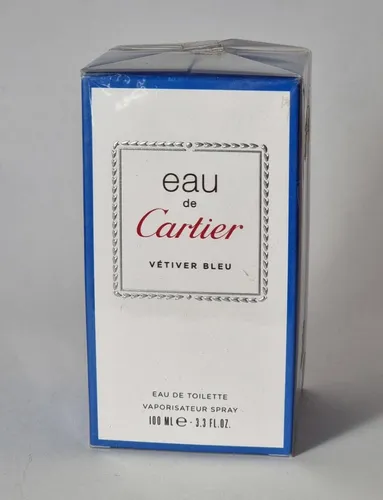 eau
de
Cartier
VÉTIVER BLEU
EAU DE TOILETTE
VAPORISATEUR SPRAY
100 ML ℮ - 3.3 FL.OZ.